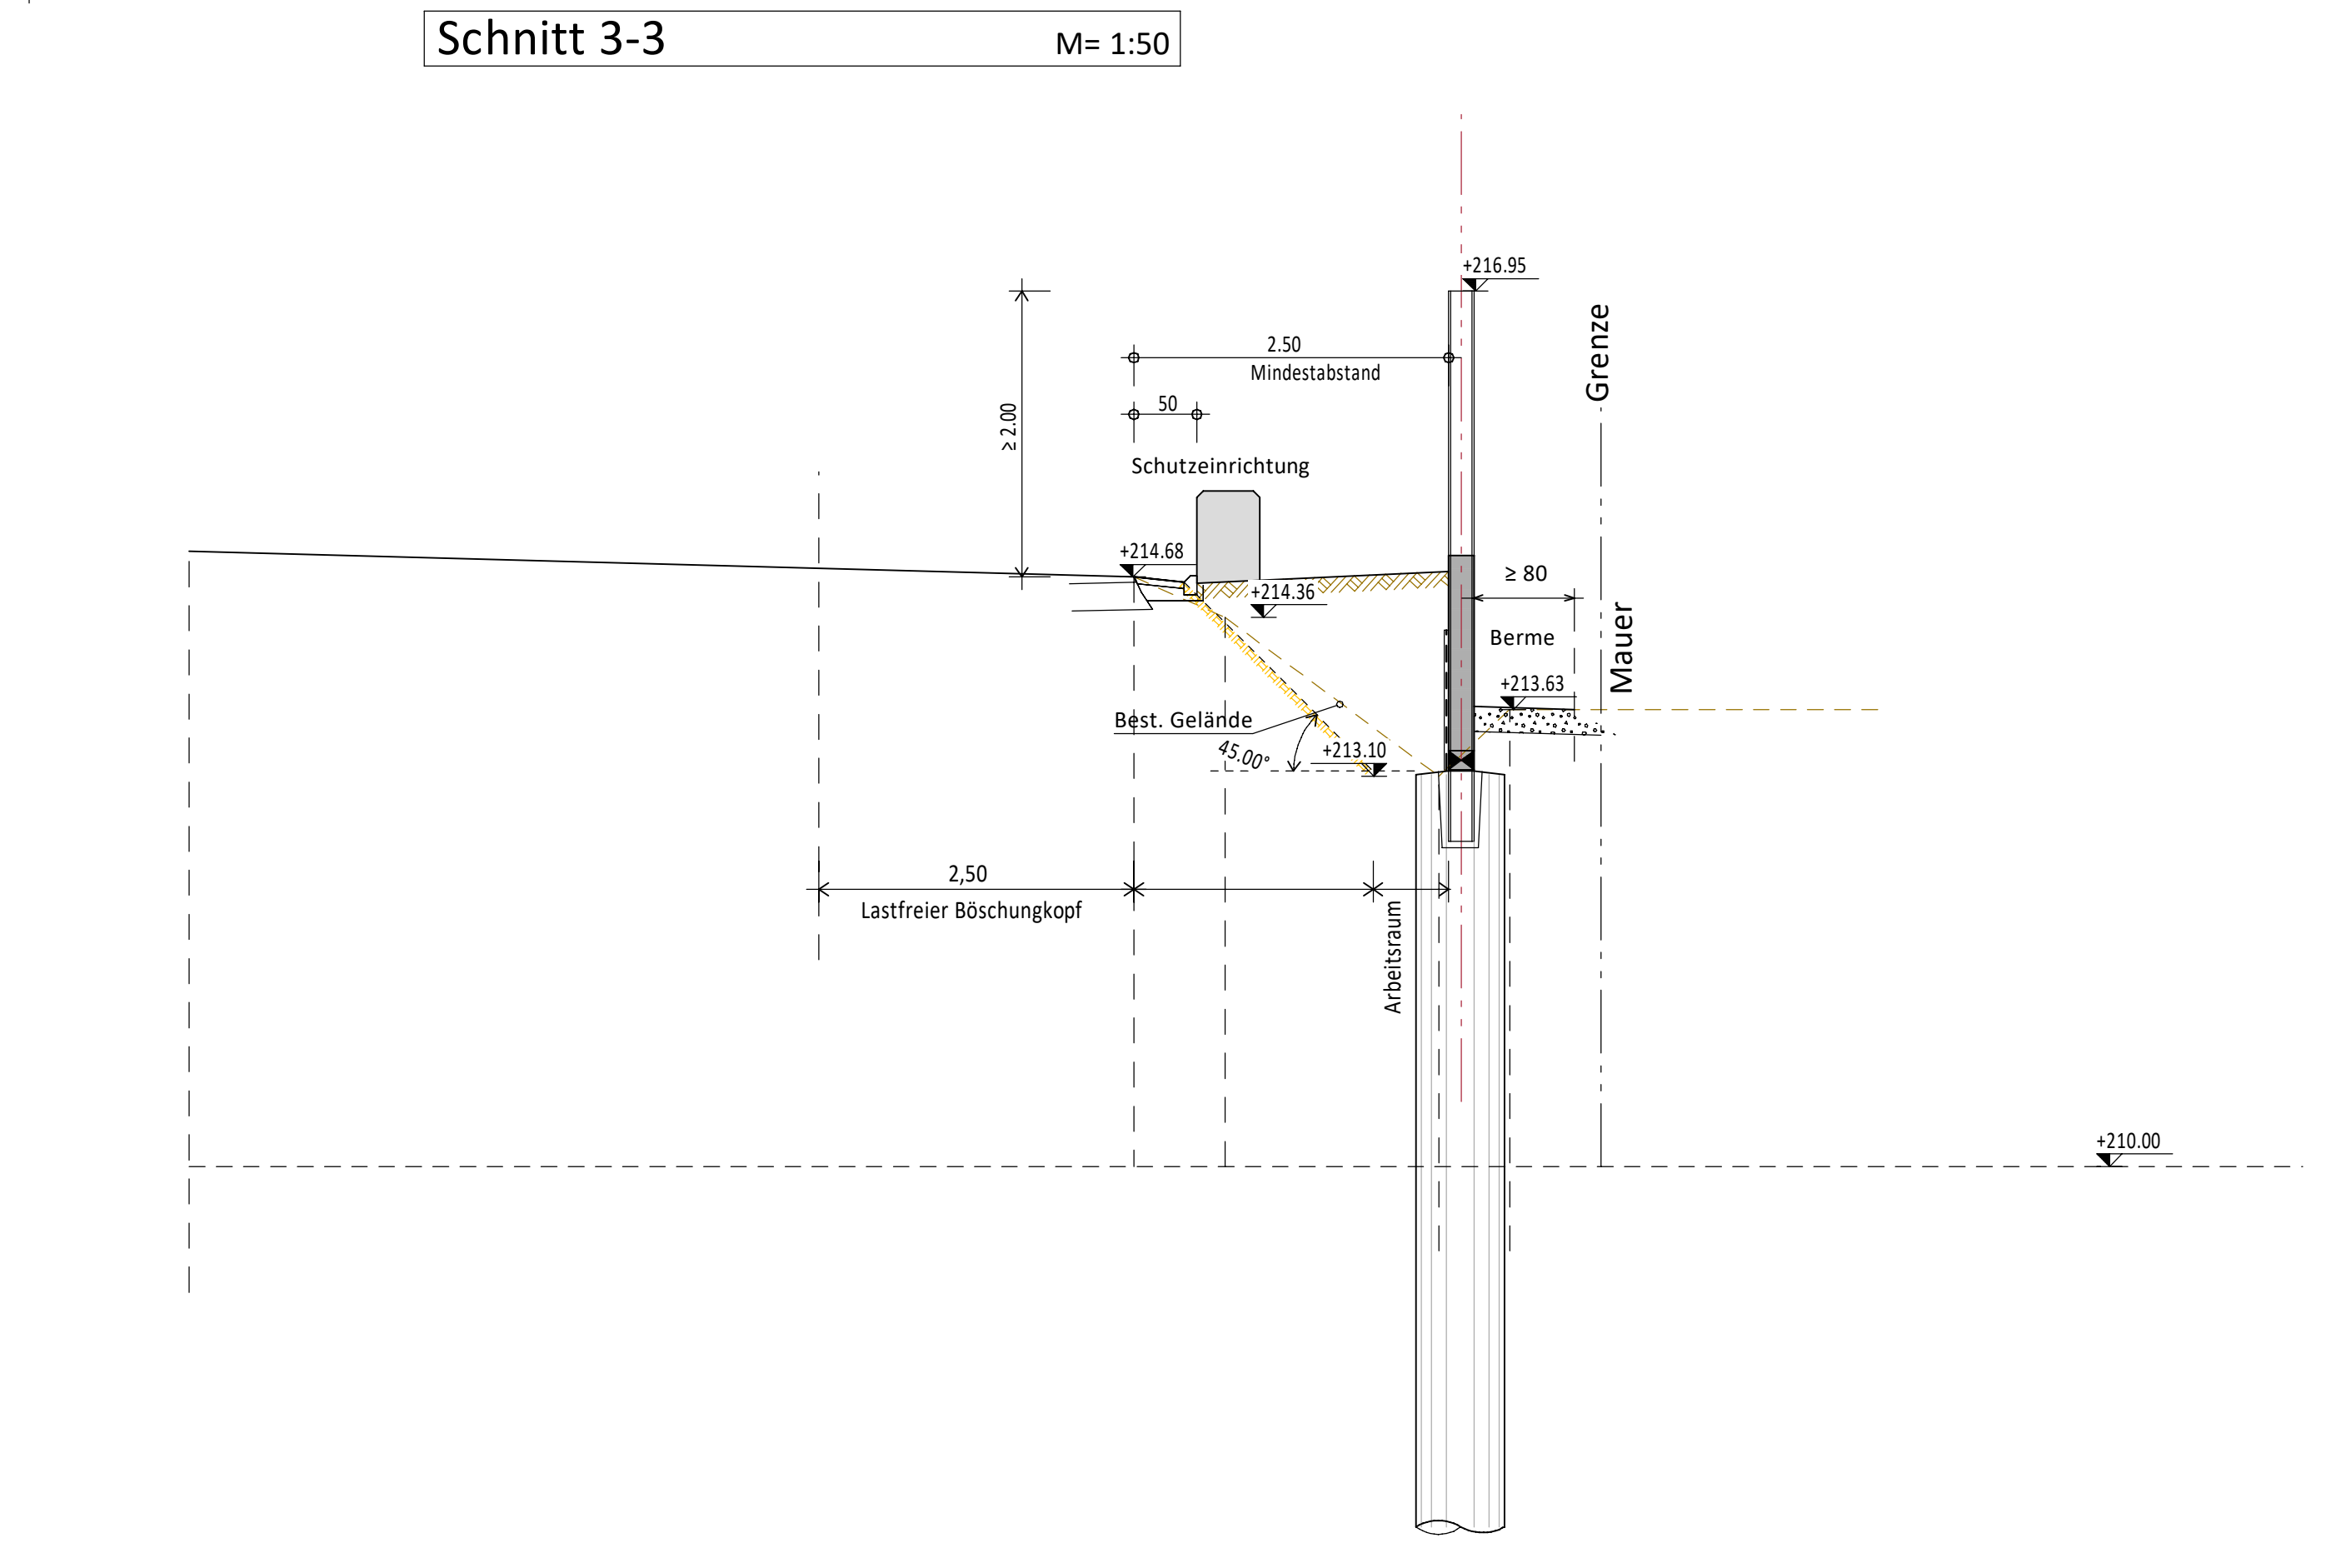 Schnitt 3-3 M= 1:50
+216.95
Grenze
2.50
Mindestabstand
50
≥ 2.00
Schutzeinrichtung
+214.68
≥ 80
+214.36
Mauer
Berme
+213.63
Best. Gelände
45.00°
+213.10
2,50
Lastfreier Böschungkopf
Arbeitsraum
+210.00